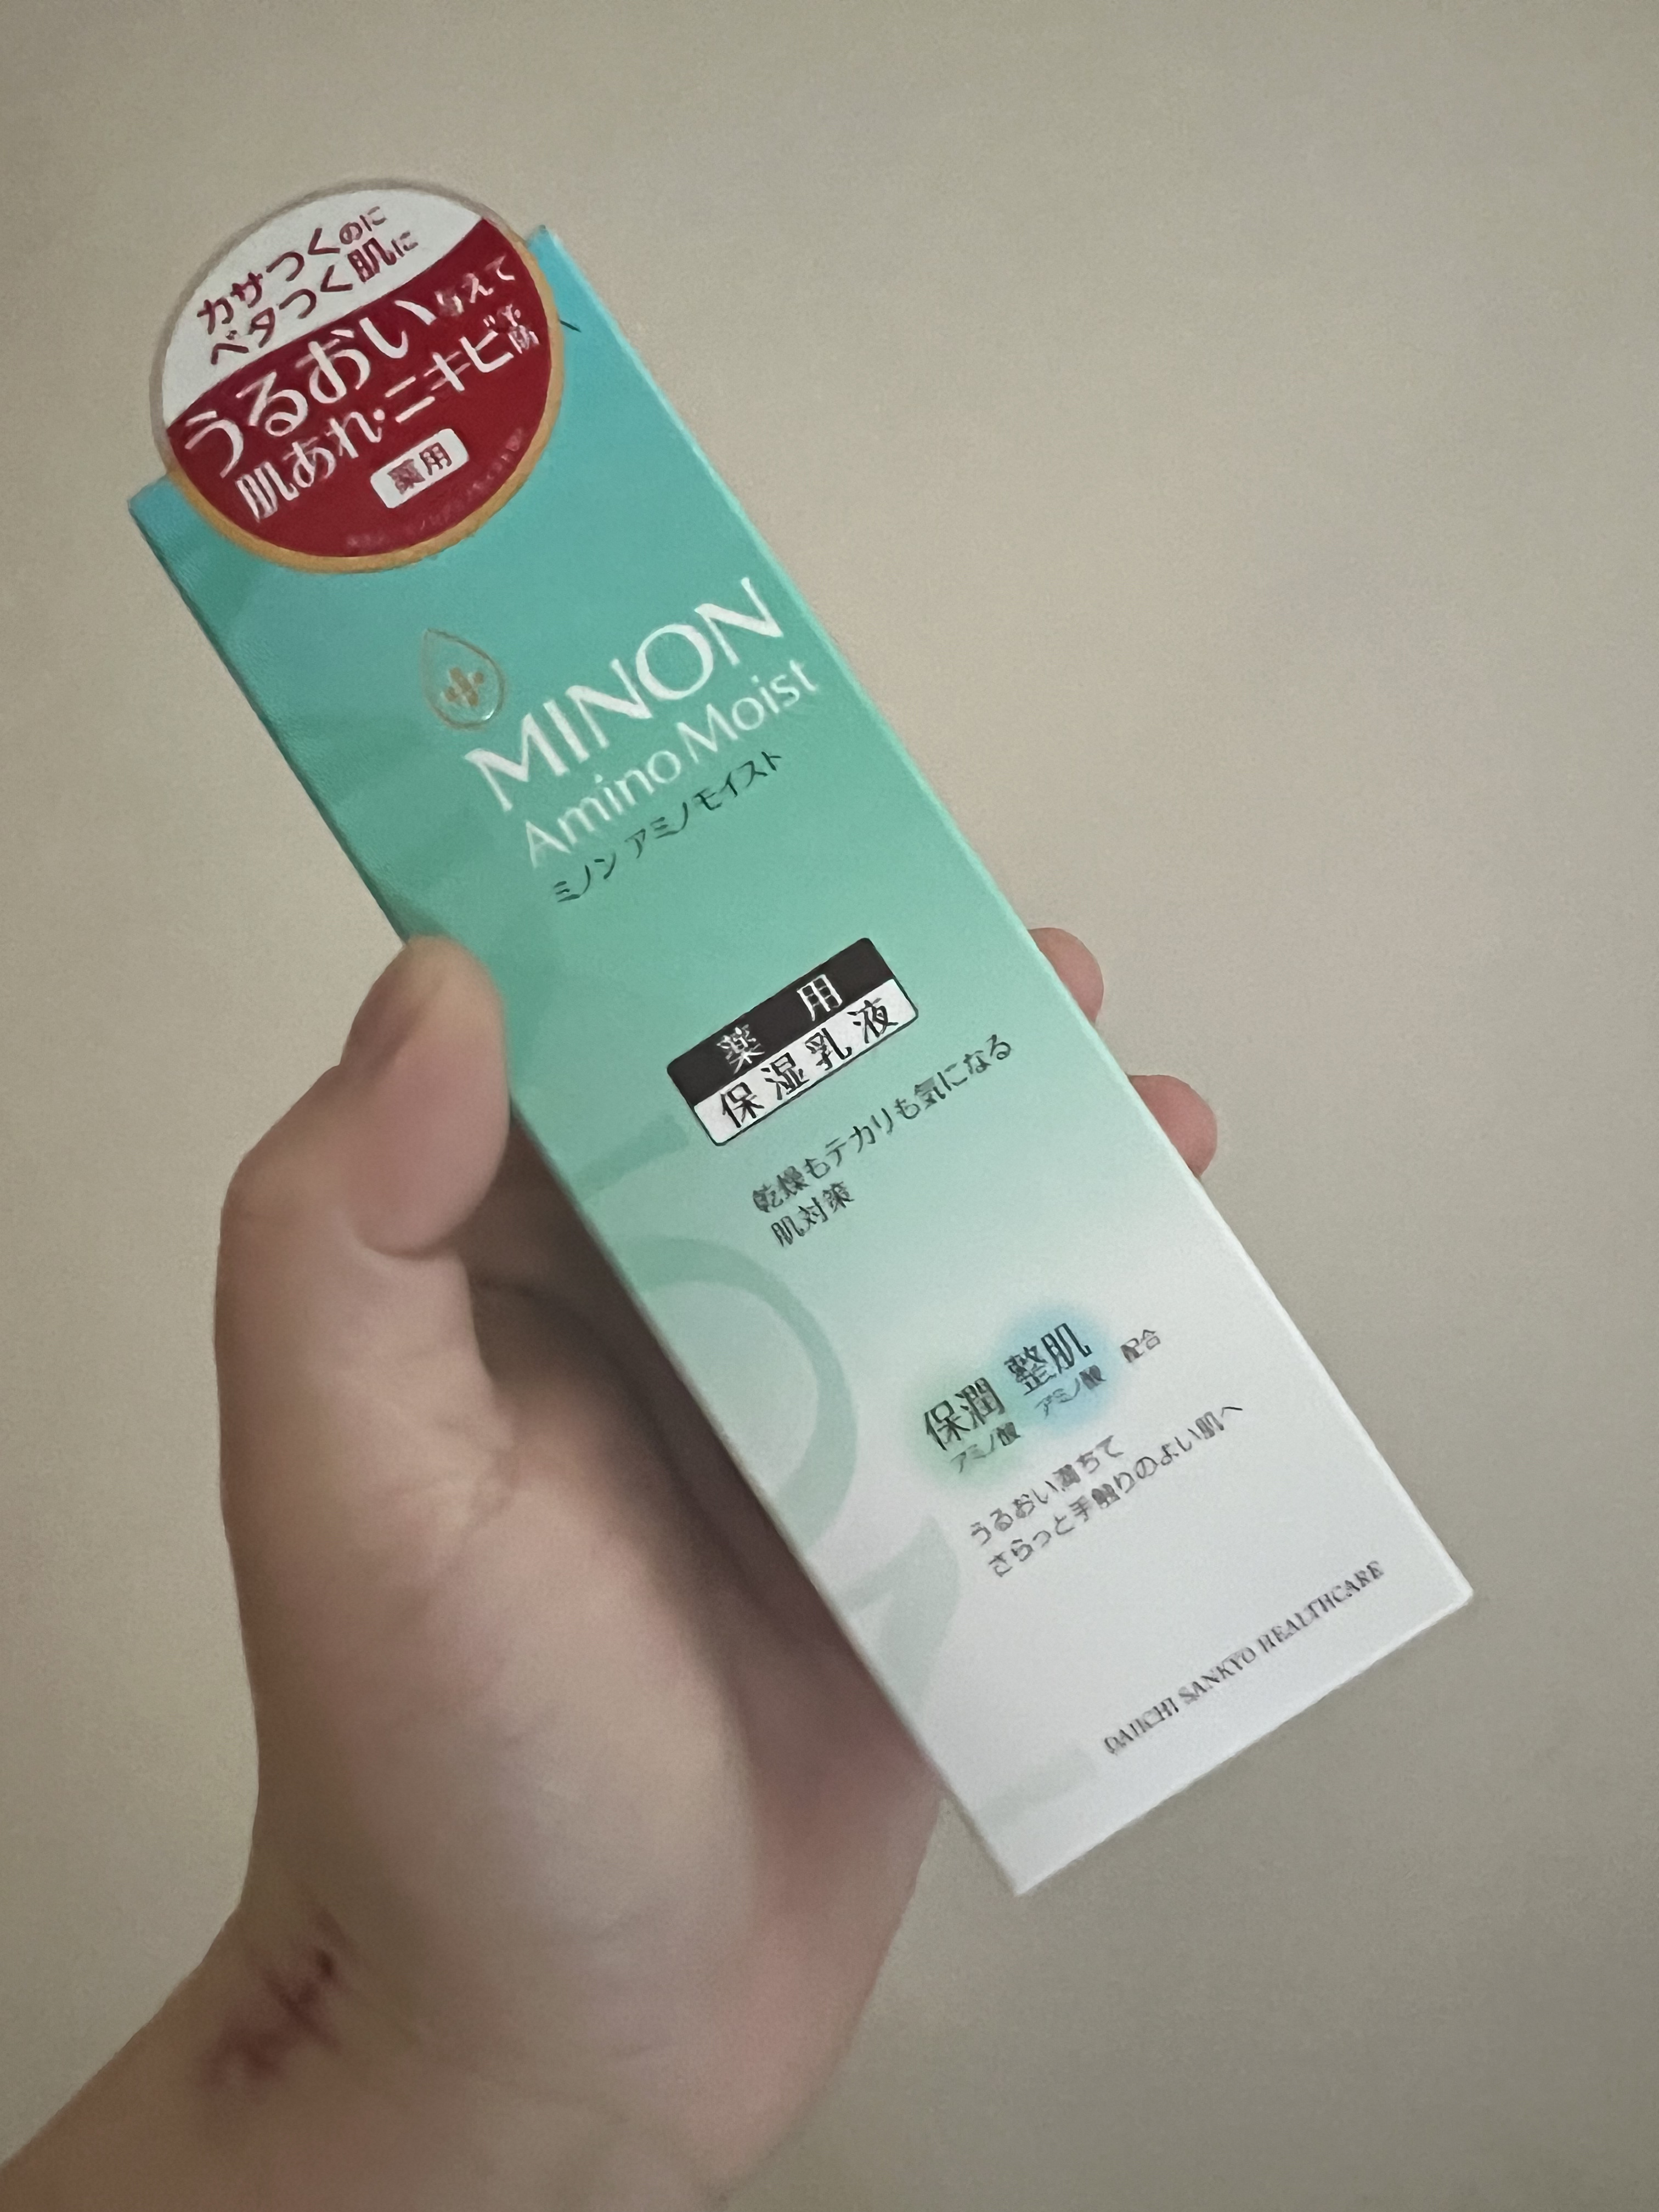 カサつくのに
ベタつく肌に
うるおい与えて
肌あれ・ニキビ予防
薬用
MINON
Amino Moist
ミノン アミノモイスト
薬用
保湿乳液
乾燥もテカリも気になる
肌対策
保潤 整肌 配合
アミノ酸 アミノ酸
うるおい満ちて
さらっと手触りのよい肌へ
DAIICHI SANKYO HEALTHCARE